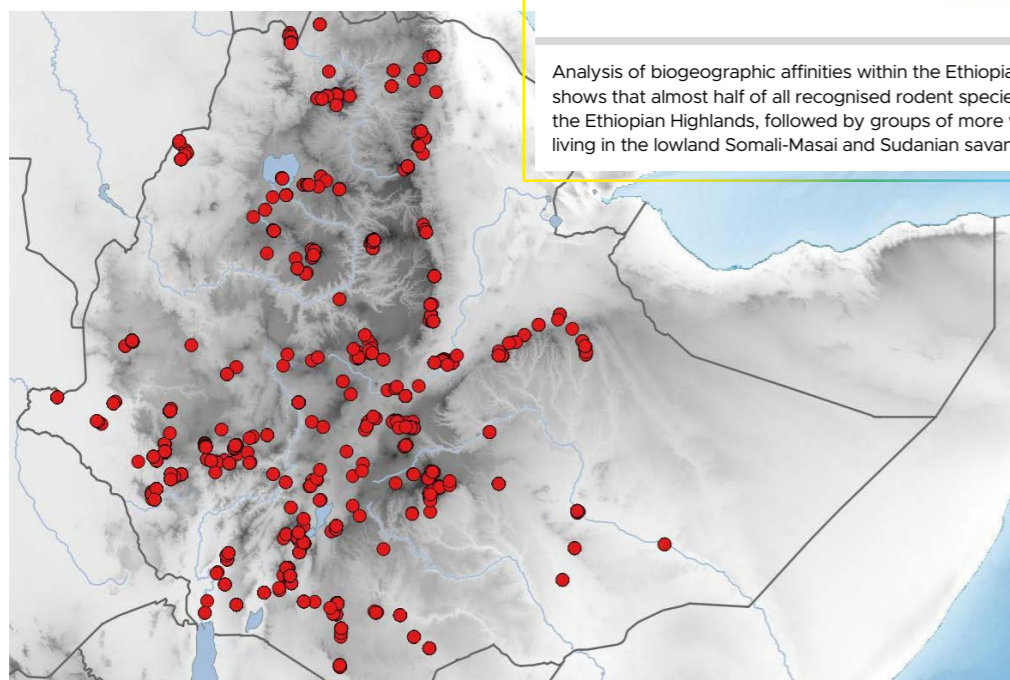 Analysis of biogeographic affinities within the Ethiopia
shows that almost half of all recognised rodent specie
the Ethiopian Highlands, followed by groups of more
living in the lowland Somali-Masai and Sudanian savan